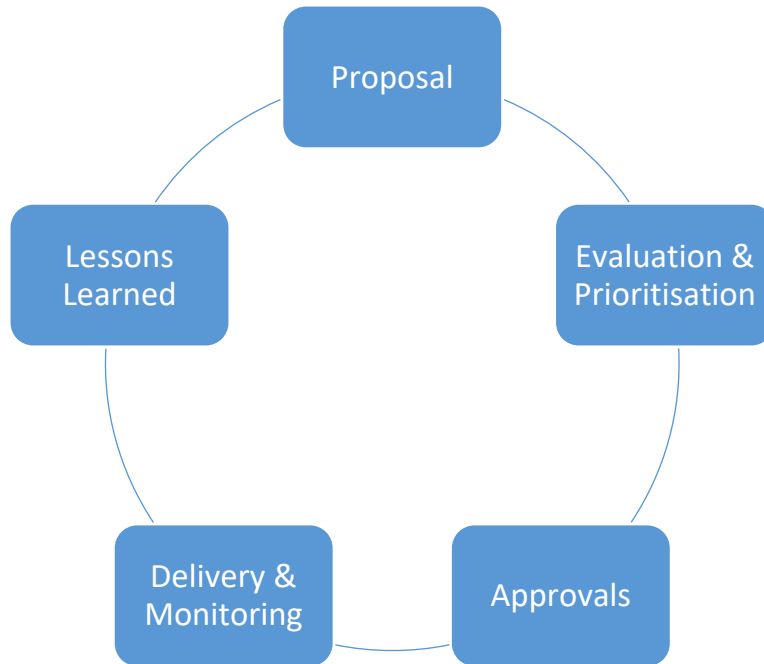 Proposal
Evaluation &
Prioritisation
Approvals
Delivery &
Monitoring
Lessons
Learned